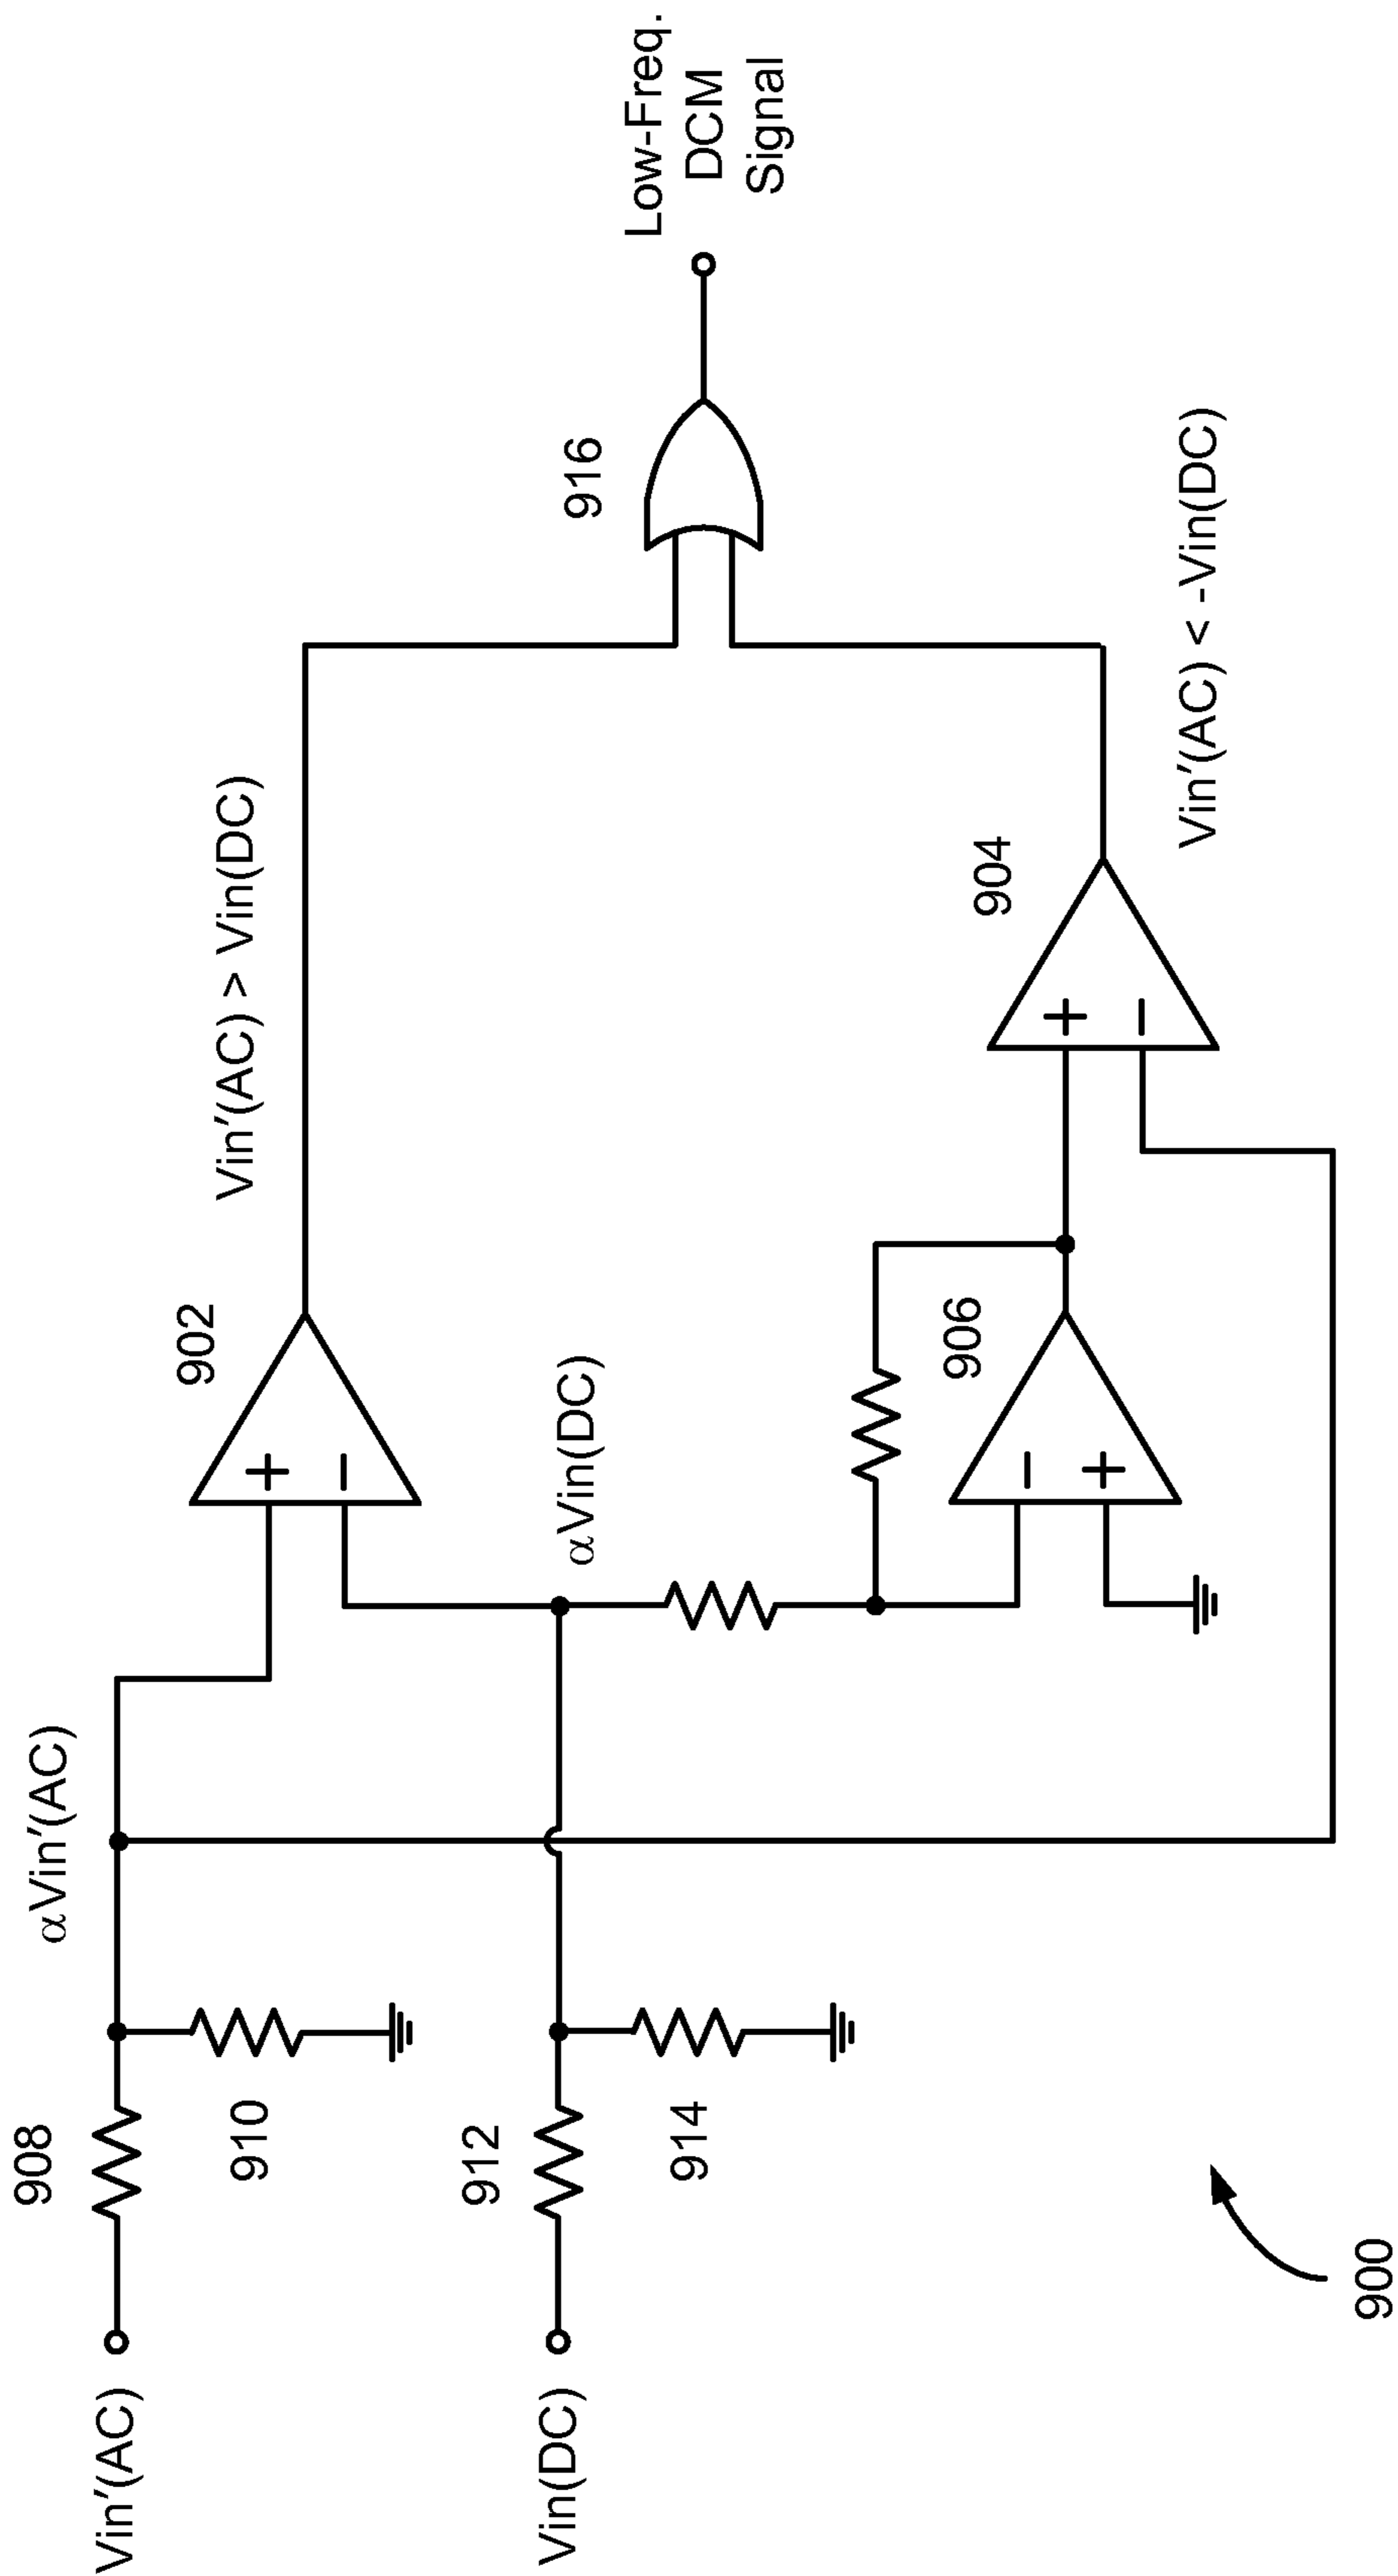 Vin′(AC)
908
910
αVin′(AC)
Vin(DC)
912
914
αVin(DC)
+
−
902
Vin′(AC) > Vin(DC)
−
+
906
+
−
904
Vin′(AC) < -Vin(DC)
916
Low-Freq.
DCM
Signal
900